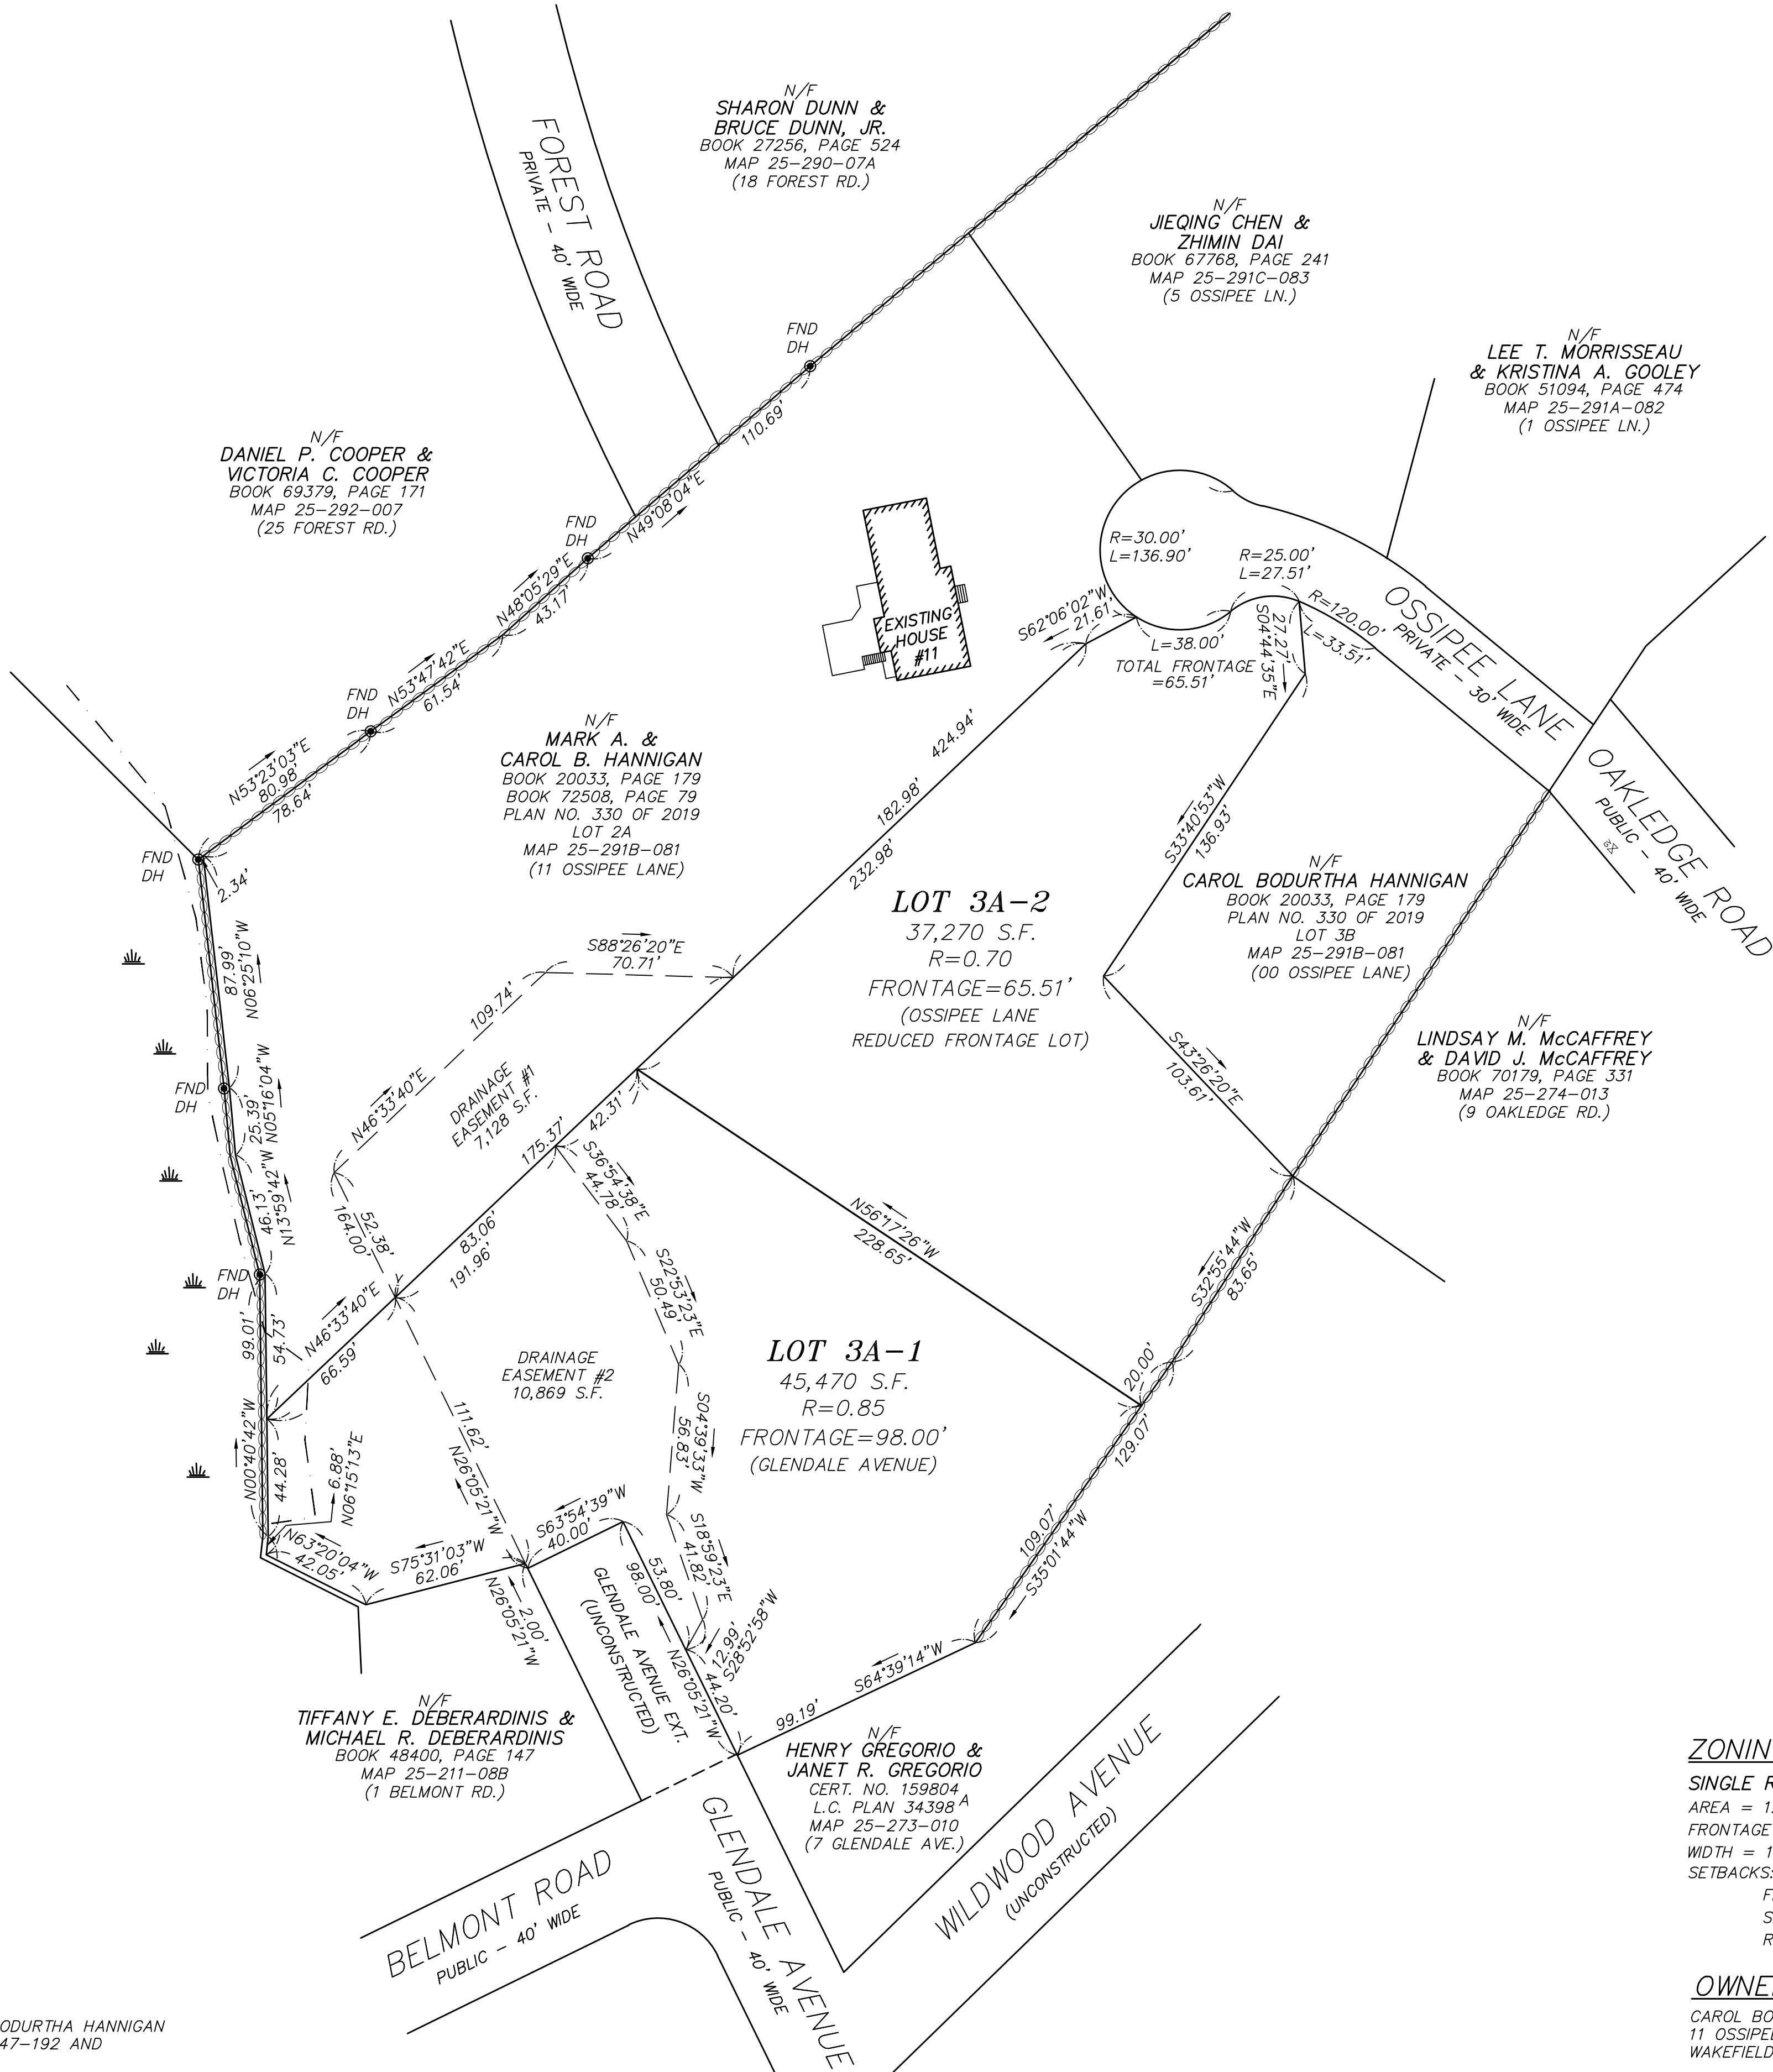 N/F
SHARON DUNN &
BRUCE DUNN, JR.
BOOK 27256, PAGE 524
MAP 25-290-07A
(18 FOREST RD.)
FOREST ROAD
PRIVATE - 40' WIDE
N/F
JIEQING CHEN &
ZHIMIN DAI
BOOK 67768, PAGE 241
MAP 25-291C-083
(5 OSSIPEE LN.)
N/F
LEE T. MORRISSEAU
& KRISTINA A. GOOLEY
BOOK 51094, PAGE 474
MAP 25-291A-082
(1 OSSIPEE LN.)
FND
DH
110.69'
N49°08'04"E
N/F
DANIEL P. COOPER &
VICTORIA C. COOPER
BOOK 69379, PAGE 171
MAP 25-292-007
(25 FOREST RD.)
FND
DH
N48°05'29"E
43.17'
FND
DH
N53°47'42"E
61.54'
N53°23'03"E
80.98'
78.64'
FND
DH
2.34'
EXISTING
HOUSE
#11
R=30.00'
L=136.90'
R=25.00'
L=27.51'
S62°06'02"W
21.61'
L=38.00'
TOTAL FRONTAGE
=65.51'
27.27'
S04°44'35"E
R=120.00'
L=33.51'
OSSIPEE LANE
PRIVATE - 30' WIDE
OAKLEDGE ROAD
PUBLIC - 40' WIDE
N/F
MARK A. &
CAROL B. HANNIGAN
BOOK 20033, PAGE 179
BOOK 72508, PAGE 79
PLAN NO. 330 OF 2019
LOT 2A
MAP 25-291B-081
(11 OSSIPEE LANE)
424.94'
182.98'
232.98'
S33°40'53"W
136.93'
N/F
CAROL BODURTHA HANNIGAN
BOOK 20033, PAGE 179
PLAN NO. 330 OF 2019
LOT 3B
MAP 25-291B-081
(00 OSSIPEE LANE)
LOT 3A-2
37,270 S.F.
R=0.70
FRONTAGE=65.51'
(OSSIPEE LANE
REDUCED FRONTAGE LOT)
N/F
LINDSAY M. McCAFFREY
& DAVID J. McCAFFREY
BOOK 70179, PAGE 331
MAP 25-274-013
(9 OAKLEDGE RD.)
S43°26'20"E
103.61'
S88°26'20"E
70.71'
109.74'
N46°33'40"E
DRAINAGE
EASEMENT #1
7,128 S.F.
87.99'
N06°25'10"W
FND
DH
25.39'
N05°16'04"W
46.13'
N13°59'42"W
FND
DH
175.37'
42.31'
52.38'
164.00'
83.06'
191.96'
S36°54'38"E
44.78'
N56°17'26"W
228.65'
S32°55'44"W
83.65'
S22°53'23"E
50.49'
N46°33'40"E
66.59'
99.01'
54.73'
N00°40'42"W
44.28'
6.88'
N06°15'13"E
DRAINAGE
EASEMENT #2
10,869 S.F.
LOT 3A-1
45,470 S.F.
R=0.85
FRONTAGE=98.00'
(GLENDALE AVENUE)
20.00'
129.07'
109.07'
S35°01'44"W
111.62'
N26°05'21"W
S04°39'33"W
56.83'
S18°59'23"E
41.82'
S63°54'39"W
40.00'
N63°20'04"W
42.05'
S75°31'03"W
62.06'
2.00'
N26°05'21"W
53.80'
98.00'
GLENDALE AVENUE EXT.
(UNCONSTRUCTED)
12.99'
S28°52'58"W
44.20'
N26°05'21"W
S64°39'14"W
99.19'
N/F
TIFFANY E. DEBERARDINIS &
MICHAEL R. DEBERARDINIS
BOOK 48400, PAGE 147
MAP 25-211-08B
(1 BELMONT RD.)
N/F
HENRY GREGORIO &
JANET R. GREGORIO
CERT. NO. 159804
L.C. PLAN 34398 A
MAP 25-273-010
(7 GLENDALE AVE.)
WILDWOOD AVENUE
(UNCONSTRUCTED)
BELMONT ROAD
PUBLIC - 40' WIDE
GLENDALE AVENUE
PUBLIC - 40' WIDE
ZONIN
SINGLE R
AREA = 1
FRONTAGE
WIDTH = 1
SETBACKS:
F
S
R
OWNE
CAROL BO
11 OSSIPE
WAKEFIELD
ODURTHA HANNIGAN
47-192 AND